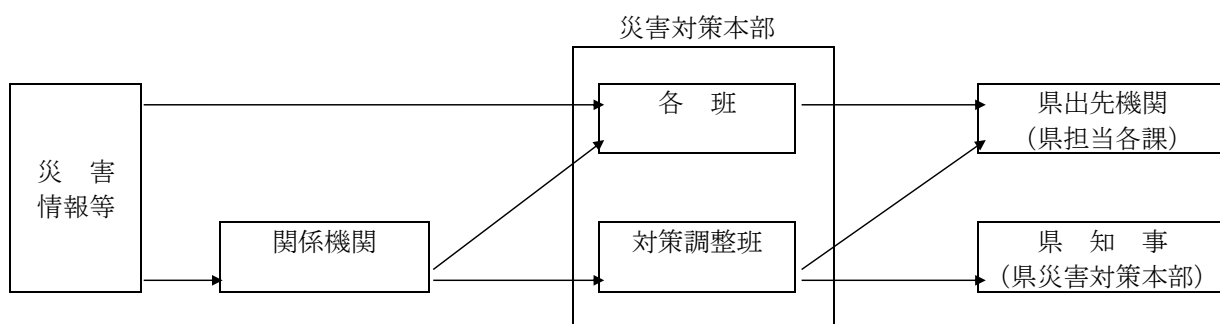 災害対策本部
各　班
県出先機関
（県担当各課）
災　害
情報等
関係機関
対策調整班
県　知　事
（県災害対策本部）